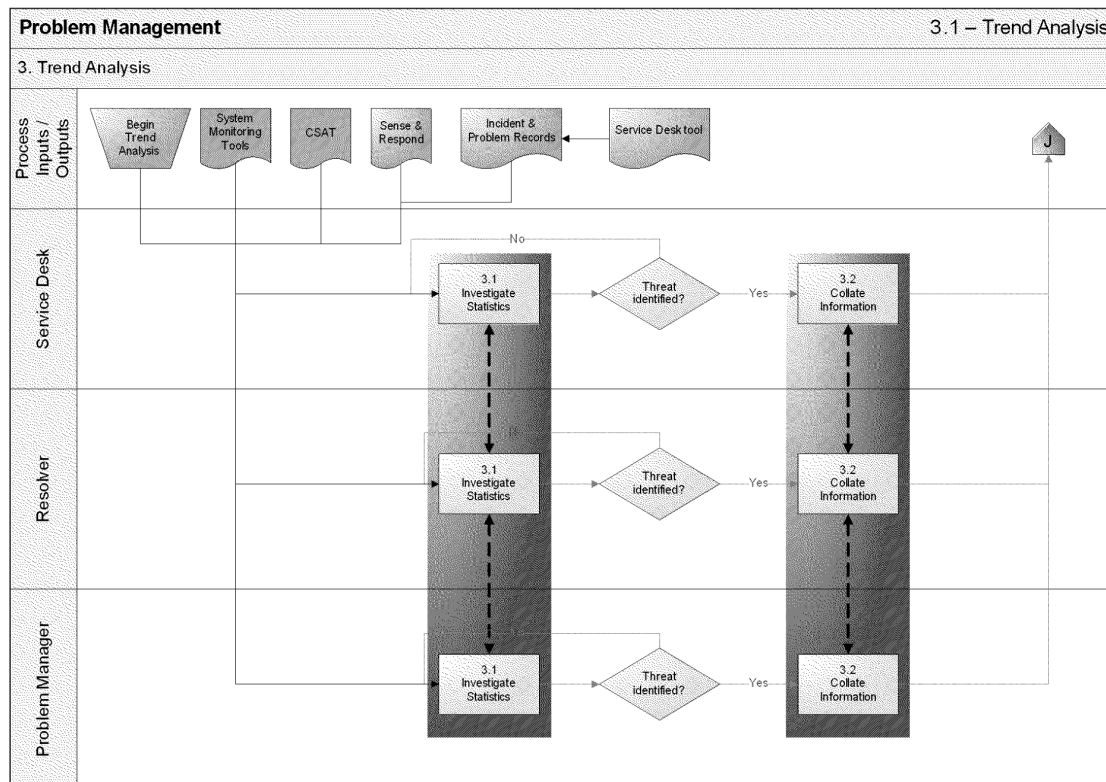 Problem Management
3.1 – Trend Analysis
3. Trend Analysis
Process
Inputs /
Outputs
Begin
Trend
Analysis
System
Monitoring
Tools
CSAT
Sense &
Respond
Incident &
Problem Records
Service Desk tool
J
Service Desk
No
3.1
Investigate
Statistics
Threat
identified?
Yes
3.2
Collate
Information
Resolver
3.1
Investigate
Statistics
Threat
identified?
Yes
3.2
Collate
Information
Problem Manager
3.1
Investigate
Statistics
Threat
identified?
Yes
3.2
Collate
Information